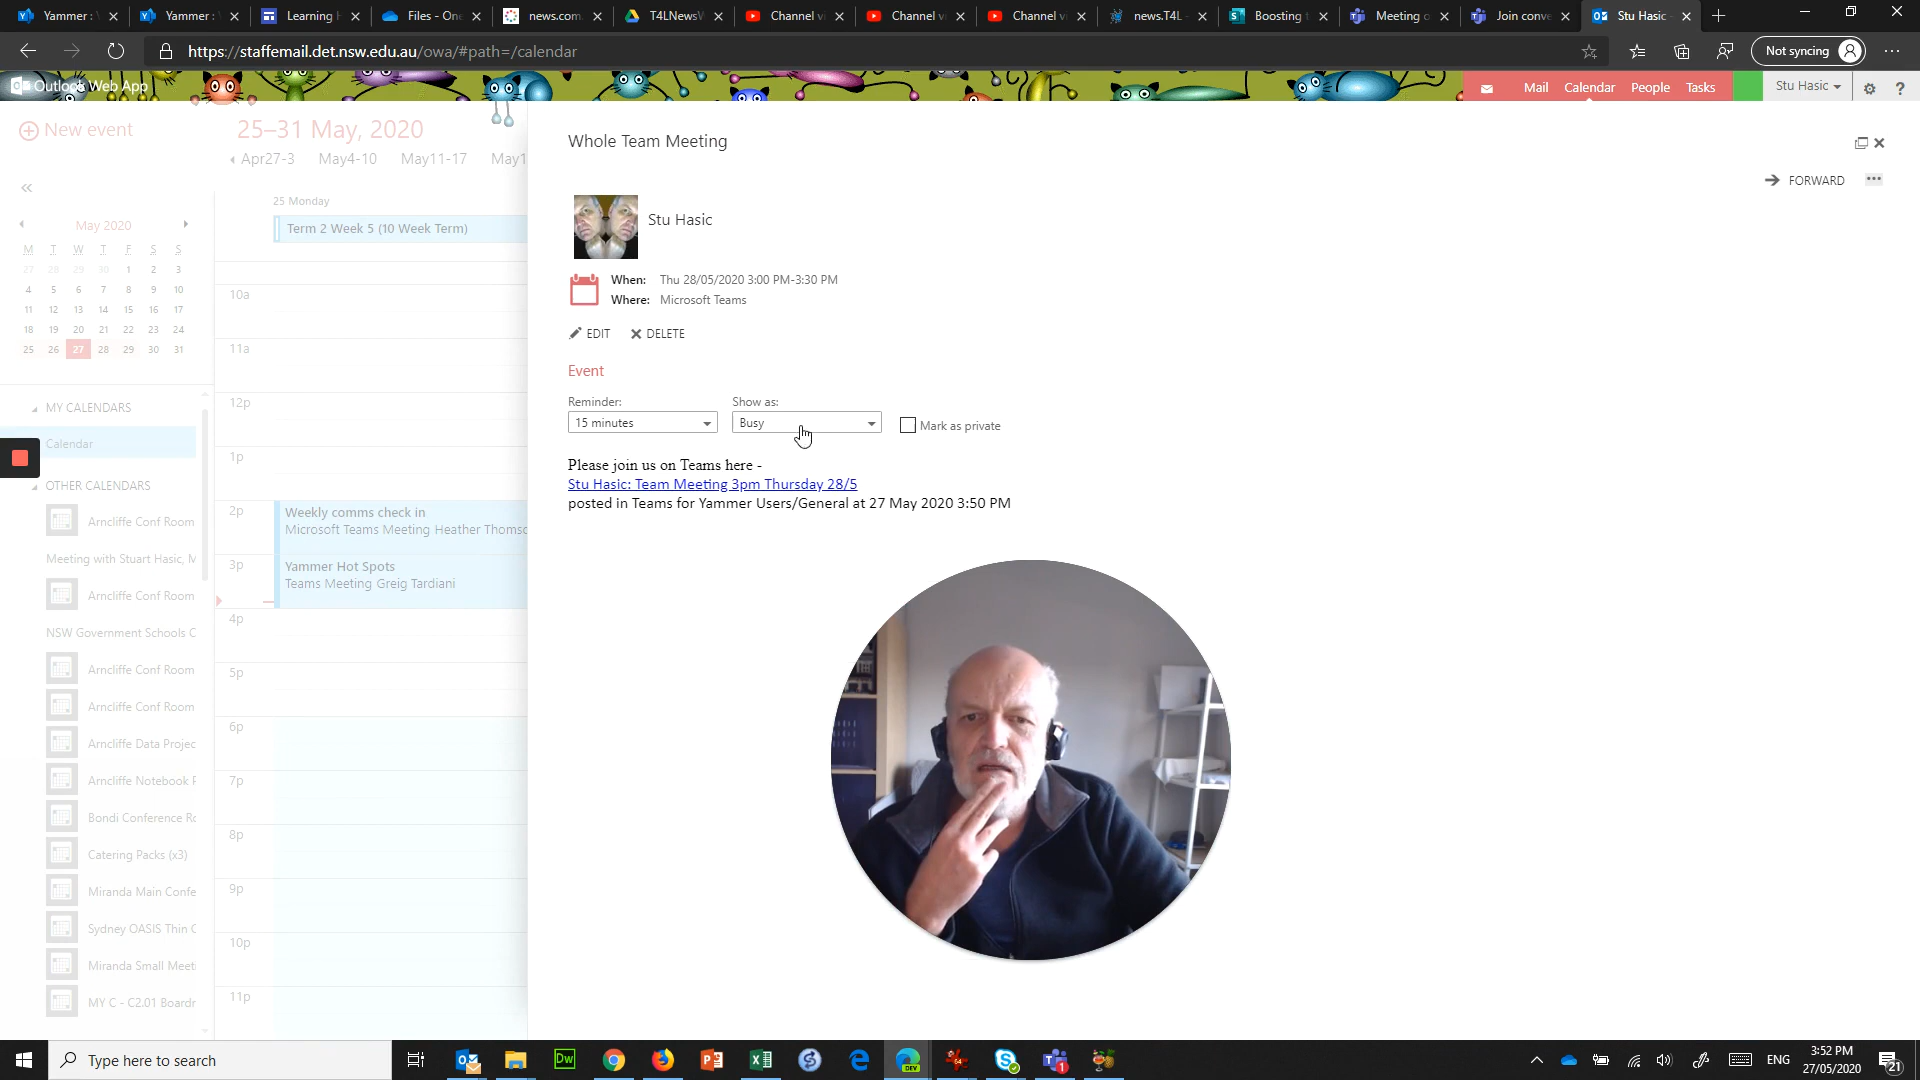 Yammer :
Yammer :
Learning H
Files - One
news.com.
T4LNewsW
Channel vi
Channel vi
Channel vi
news.T4L -
Boosting t
Meeting o
Join conve
Stu Hasic -
https://staffemail.det.nsw.edu.au/owa/#path=/calendar
Not syncing
Outlook Web App
Mail
Calendar
People
Tasks
Stu Hasic
?
New event
25–31 May, 2020
Apr27-3
May4-10
May11-17
May1
25 Monday
Term 2 Week 5 (10 Week Term)
May 2020
M T W T F S S
27 28 29 30 1 2 3
4 5 6 7 8 9 10
11 12 13 14 15 16 17
18 19 20 21 22 23 24
25 26 27 28 29 30 31
MY CALENDARS
Calendar
OTHER CALENDARS
Arncliffe Conf Room
Meeting with Stuart Hasic, M
Arncliffe Conf Room
NSW Government Schools C
Arncliffe Conf Room
Arncliffe Conf Room
Arncliffe Data Projec
Arncliffe Notebook P
Bondi Conference Ro
Catering Packs (x3)
Miranda Main Confe
Sydney OASIS Thin C
Miranda Small Meeti
MY C - C2.01 Boardr
10a
11a
12p
1p
2p
Weekly comms check in
Microsoft Teams Meeting Heather Thomso
3p
Yammer Hot Spots
Teams Meeting Greig Tardiani
4p
5p
6p
7p
8p
9p
10p
11p
Whole Team Meeting
FORWARD
Stu Hasic
When: Thu 28/05/2020 3:00 PM-3:30 PM
Where: Microsoft Teams
EDIT
DELETE
Event
Reminder:
15 minutes
Show as:
Busy
Mark as private
Please join us on Teams here -
Stu Hasic: Team Meeting 3pm Thursday 28/5
posted in Teams for Yammer Users/General at 27 May 2020 3:50 PM
Type here to search
Dw
DEV
ENG
3:52 PM
27/05/2020
21